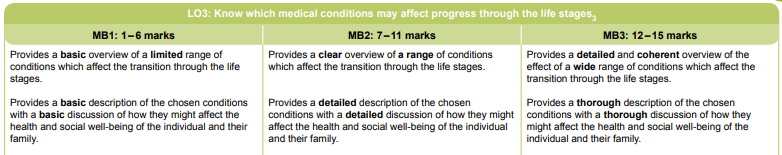 LO3: Know which medical conditions may affect progress through the life stages3
MB1: 1–6 marks
MB2: 7–11 marks
MB3: 12–15 marks
Provides a basic overview of a limited range of
conditions which affect the transition through the life
stages.
Provides a basic description of the chosen conditions
with a basic discussion of how they might affect the
health and social well-being of the individual and their
family.
Provides a clear overview of a range of conditions
which affect the transition through the life stages.
Provides a detailed description of the chosen
conditions with a detailed discussion of how they might
affect the health and social well-being of the individual
and their family.
Provides a detailed and coherent overview of the
effect of a wide range of conditions which affect the
transition through the life stages.
Provides a thorough description of the chosen
conditions with a thorough discussion of how they
might affect the health and social well-being of the
individual and their family.